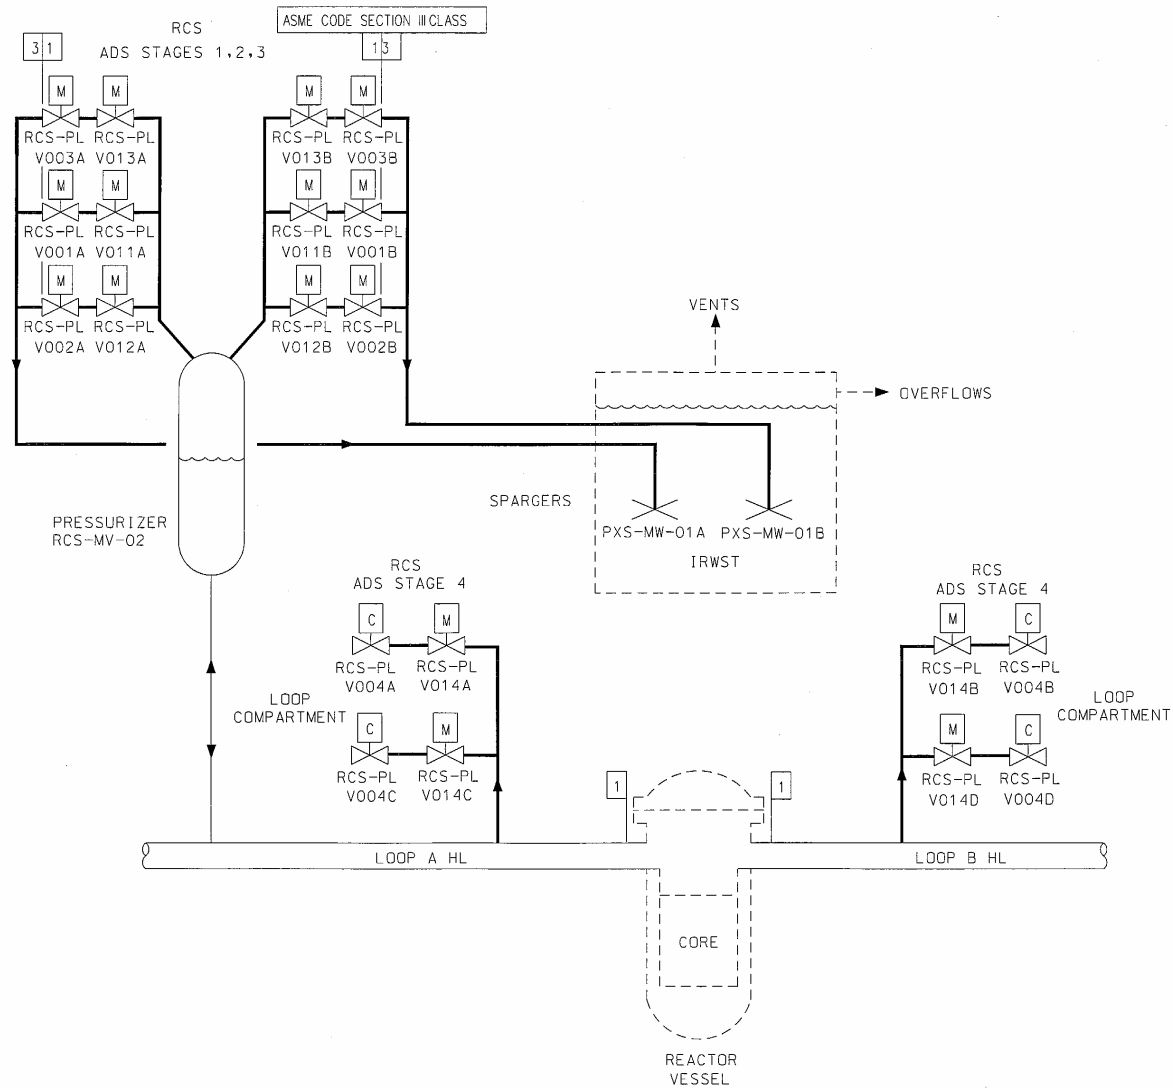 ASME CODE SECTION III CLASS
RCS
ADS STAGES 1,2,3
3 1
1 3
M M M M
RCS-PL RCS-PL RCS-PL RCS-PL
V003A V013A V013B V003B
M M M M
RCS-PL RCS-PL RCS-PL RCS-PL
V001A V011A V011B V001B
M M M M
RCS-PL RCS-PL RCS-PL RCS-PL
V002A V012A V012B V002B
VENTS
OVERFLOWS
SPARGERS
PXS-MW-01A PXS-MW-01B
IRWST
PRESSURIZER
RCS-MV-02
RCS
ADS STAGE 4
C M
RCS-PL RCS-PL
V004A V014A
LOOP
COMPARTMENT
C M
RCS-PL RCS-PL
V004C V014C
RCS
ADS STAGE 4
M C
RCS-PL RCS-PL
V014B V004B
LOOP
COMPARTMENT
M C
RCS-PL RCS-PL
V014D V004D
1 1
LOOP A HL
LOOP B HL
CORE
REACTOR
VESSEL